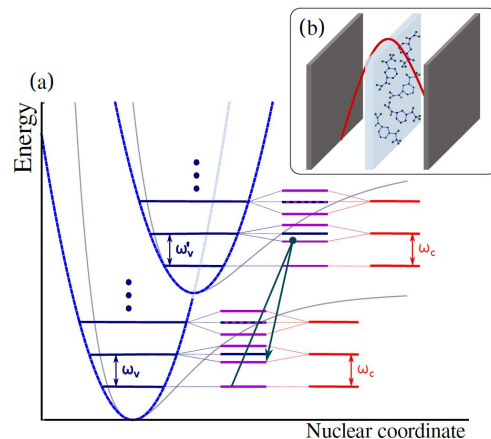 (b)
(a)
Energy
ω'v
ωc
ωv
ωc
Nuclear coordinate